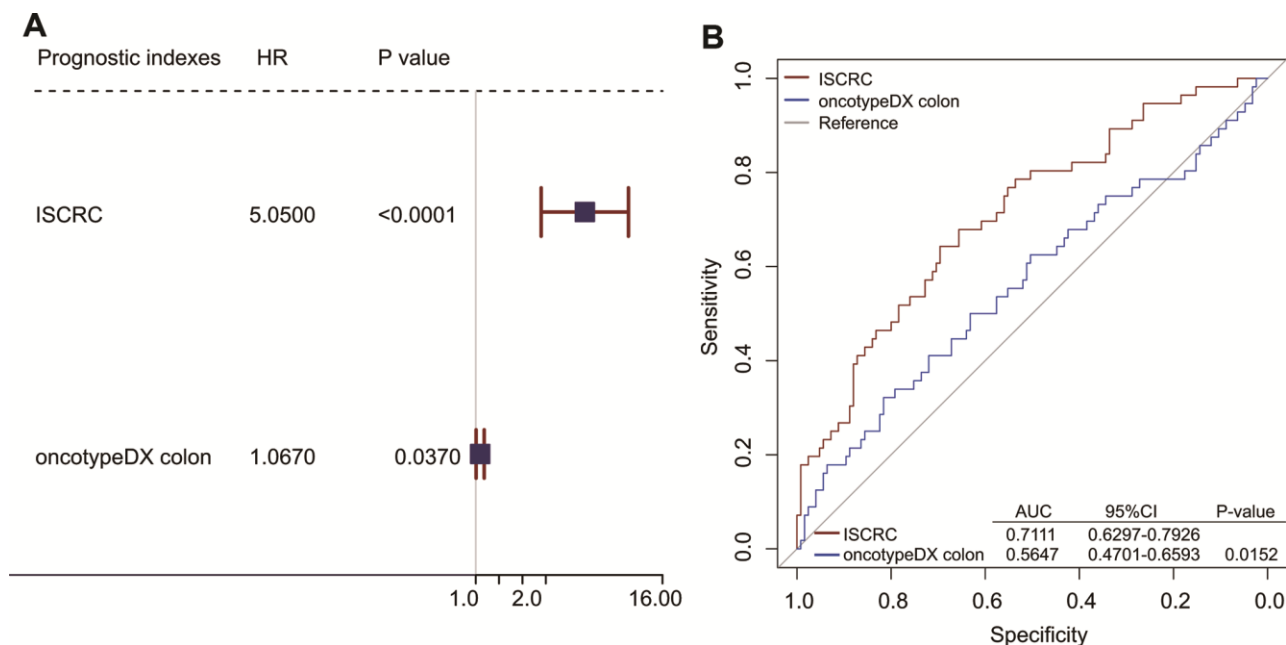 A
Prognostic indexes HR P value
ISCRC 5.0500 <0.0001
oncotypeDX colon 1.0670 0.0370
1.0 2.0 16.00
B
ISCRC
oncotypeDX colon
Reference
Sensitivity
1.0
0.8
0.6
0.4
0.2
0.0
AUC 95%CI P-value
ISCRC 0.7111 0.6297-0.7926
oncotypeDX colon 0.5647 0.4701-0.6593 0.0152
1.0 0.8 0.6 0.4 0.2 0.0
Specificity